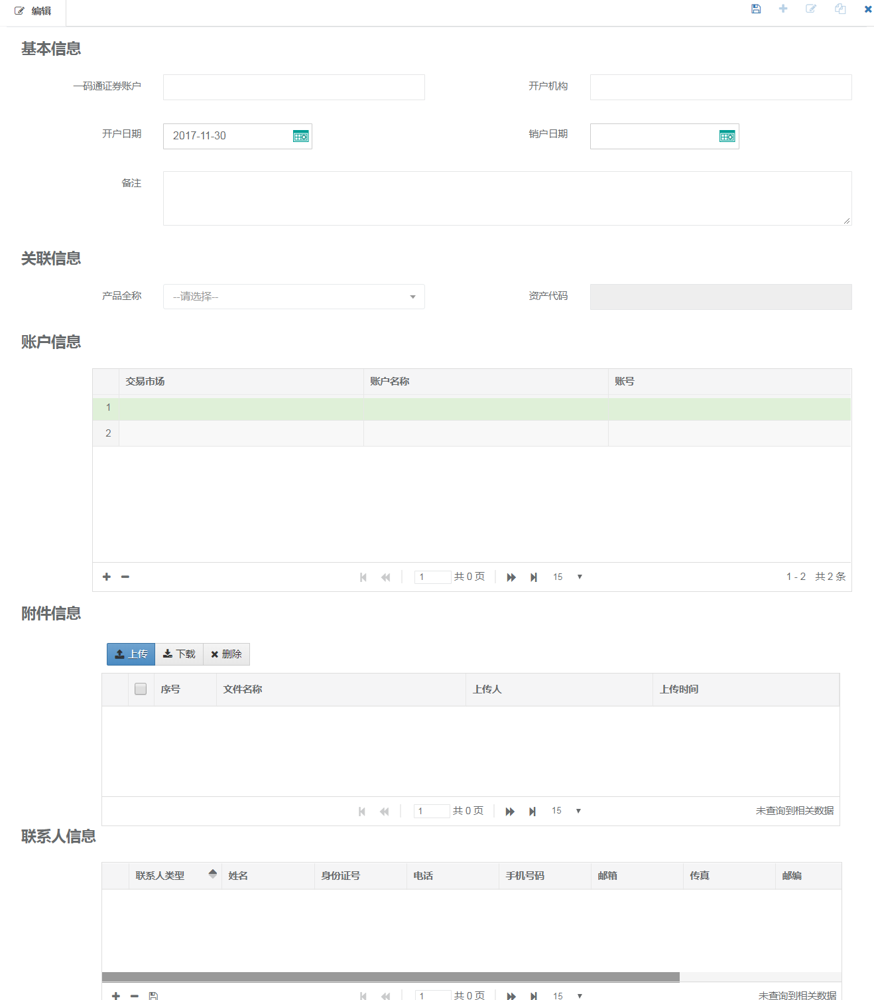 编辑
基本信息
一码通证券账户
开户机构
开户日期 2017-11-30
销户日期
备注
关联信息
产品全称 --请选择--
资产代码
账户信息
交易市场 账户名称 账号
1
2
1 共 0 页 15 1 - 2 共 2 条
附件信息
上传 下载 删除
序号 文件名称 上传人 上传时间
1 共 0 页 15 未查询到相关数据
联系人信息
联系人类型 姓名 身份证号 电话 手机号码 邮箱 传真 邮编
1 共 0 页 15 未查询到相关数据